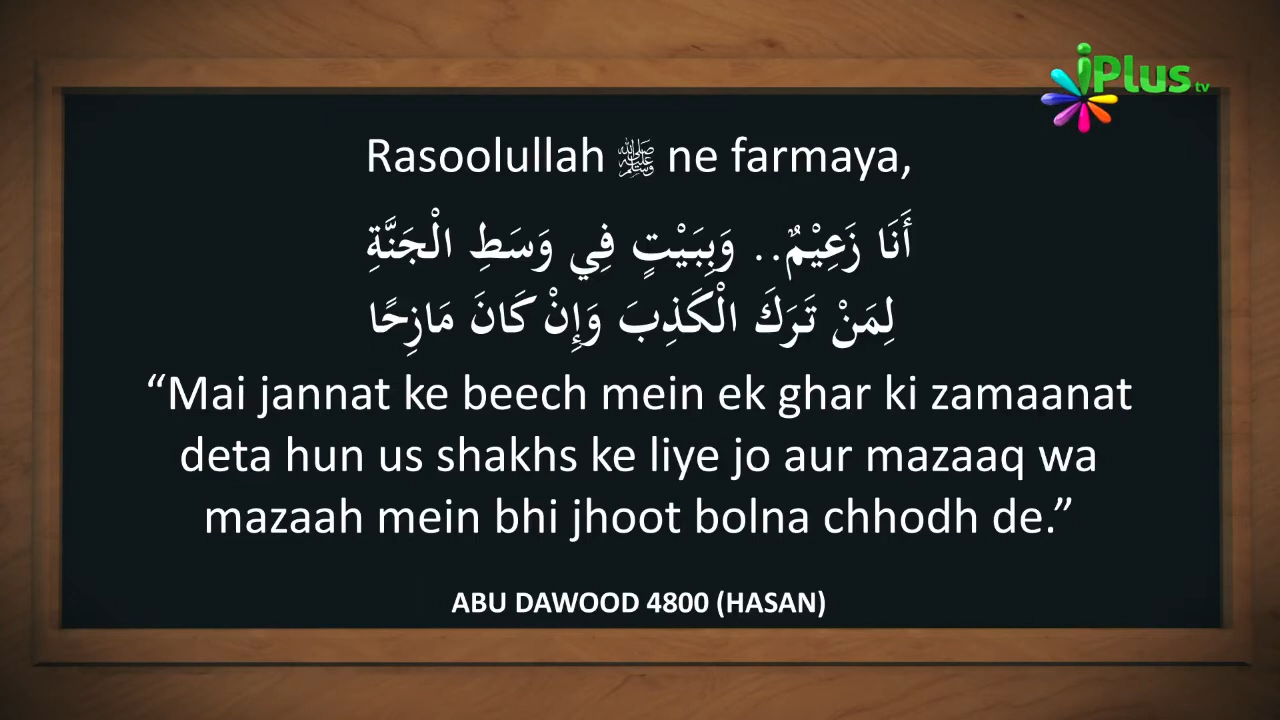 iPlus tv
Rasoolullah ﷺ ne farmaya,
أَنَا زَعِيْمٌ.. وَبِبَيْتٍ فِي وَسَطِ الْجَنَّةِ
لِمَنْ تَرَكَ الْكَذِبَ وَإِنْ كَانَ مَازِحًا
“Mai jannat ke beech mein ek ghar ki zamaanat
deta hun us shakhs ke liye jo aur mazaaq wa
mazaah mein bhi jhoot bolna chhodh de.”
ABU DAWOOD 4800 (HASAN)